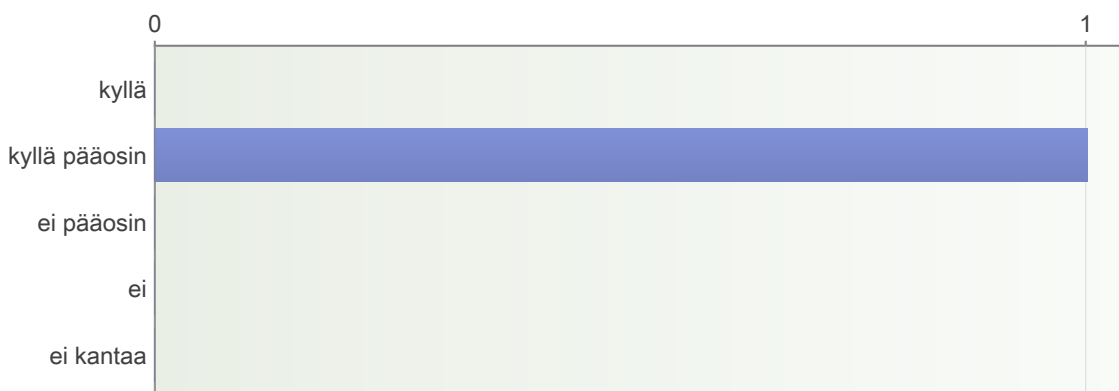 0 1
kyllä
kyllä pääosin
ei pääosin
ei
ei kantaa